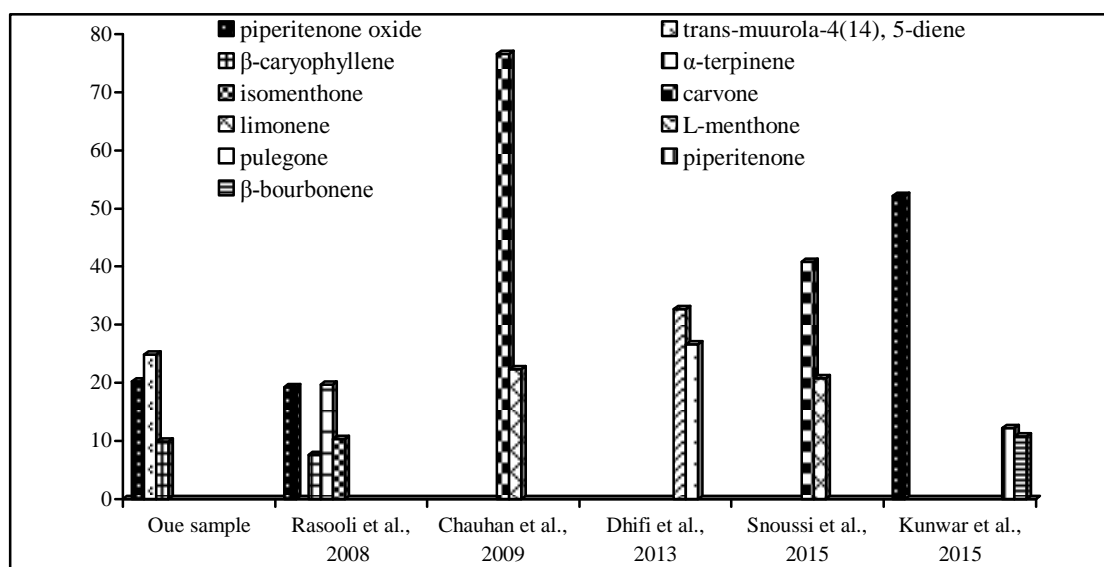 80
70
60
50
40
30
20
10
0
piperitenone oxide
trans-muurola-4(14), 5-diene
β-caryophyllene
α-terpinene
isomenthone
carvone
limonene
L-menthone
pulegone
piperitenone
β-bourbonene
Oue sample
Rasooli et al.,
2008
Chauhan et al.,
2009
Dhifi et al.,
2013
Snoussi et al.,
2015
Kunwar et al.,
2015